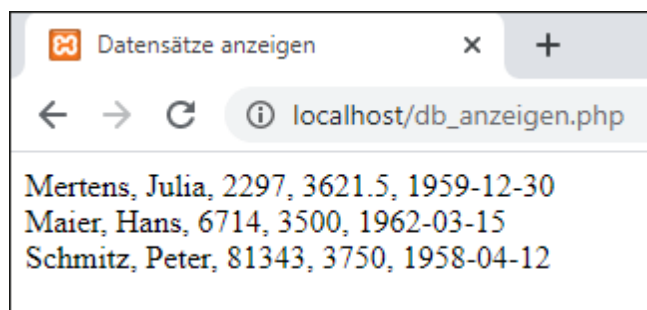 Datensätze anzeigen
localhost/db_anzeigen.php
Mertens, Julia, 2297, 3621.5, 1959-12-30
Maier, Hans, 6714, 3500, 1962-03-15
Schmitz, Peter, 81343, 3750, 1958-04-12